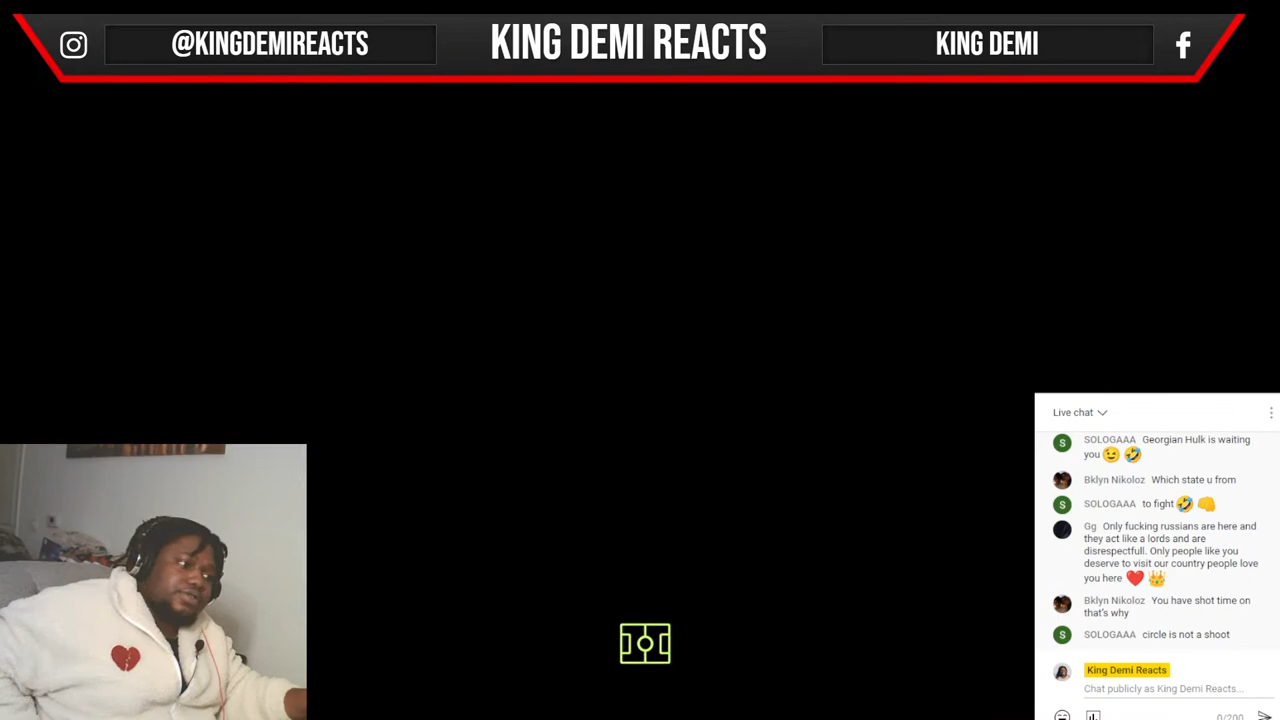 @KINGDEMIREACTS
KING DEMI REACTS
KING DEMI
Live chat
S SOLOGAAA Georgian Hulk is waiting
you 😉 🤣
Bklyn Nikoloz Which state u from
S SOLOGAAA to fight 🤣 👊
Gg Only fucking russians are here and
they act like a lords and are
disrespectfull. Only people like you
deserve to visit our country people love
you here ❤️ 👑
Bklyn Nikoloz You have shot time on
that's why
S SOLOGAAA circle is not a shoot
King Demi Reacts
Chat publicly as King Demi Reacts...
0/200